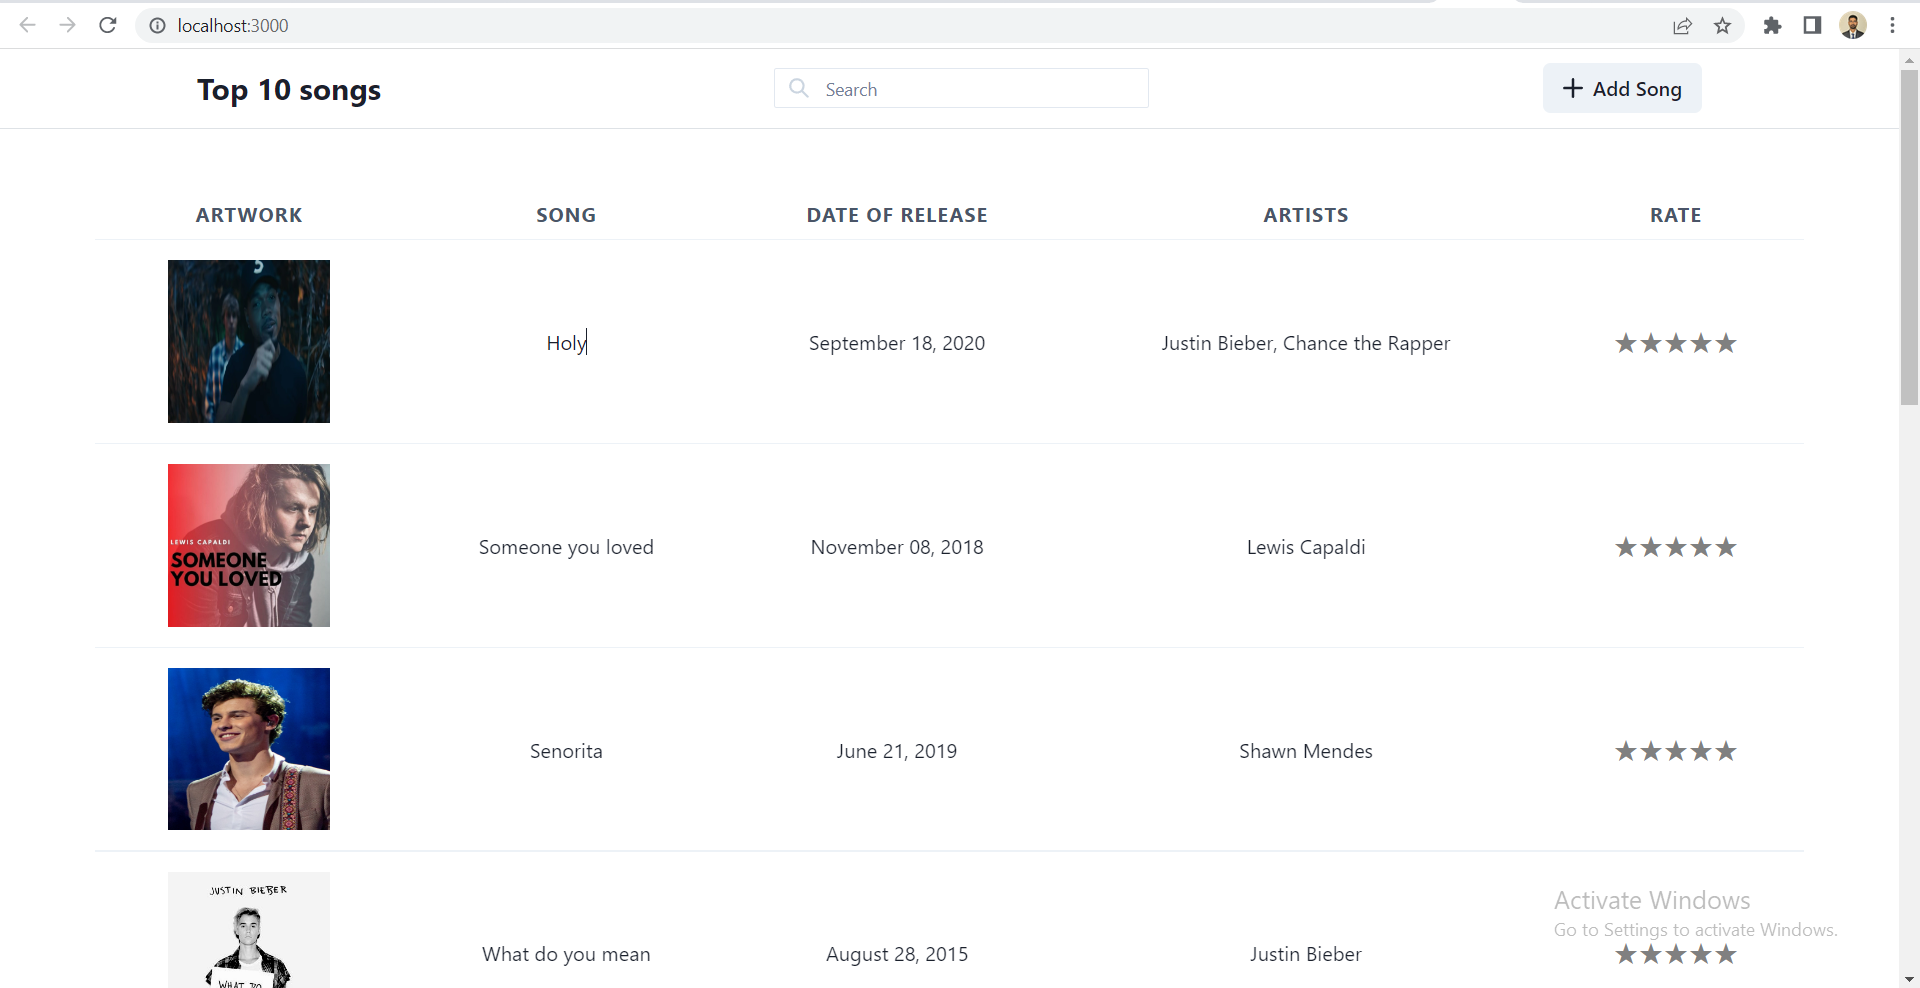 localhost:3000
Top 10 songs
Search
Add Song
ARTWORK SONG DATE OF RELEASE ARTISTS RATE
5
Holy September 18, 2020 Justin Bieber, Chance the Rapper ★★★★★
LEWIS CAPALDI
SOMEONE
YOU LOVED
Someone you loved November 08, 2018 Lewis Capaldi ★★★★★
Senorita June 21, 2019 Shawn Mendes ★★★★★
JUSTIN BIEBER
WHAT DO
What do you mean August 28, 2015 Justin Bieber ★★★★★
Activate Windows
Go to Settings to activate Windows.